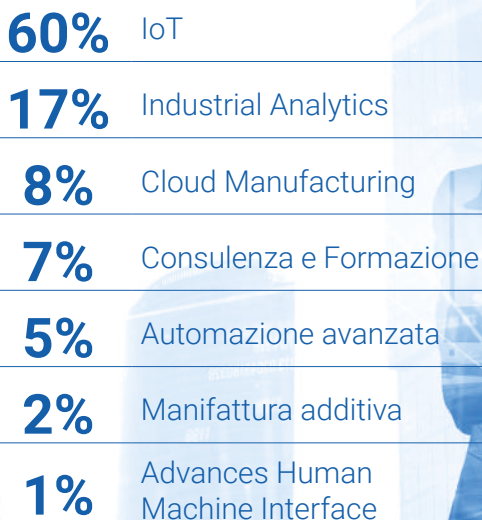 60% IoT
17% Industrial Analytics
8% Cloud Manufacturing
7% Consulenza e Formazione
5% Automazione avanzata
2% Manifattura additiva
1% Advances Human
Machine Interface